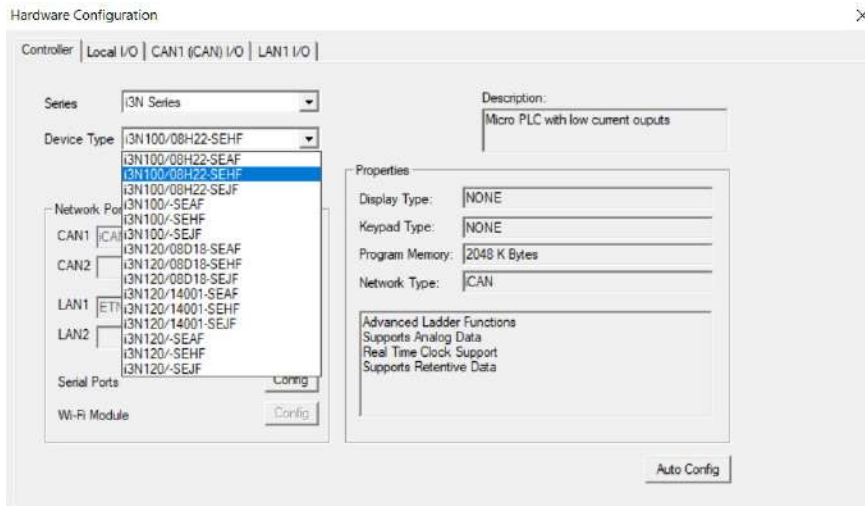 Hardware Configuration
Controller
Local I/O
CAN1 (iCAN) I/O
LAN1 I/O
Series
i3N Series
Description:
Micro PLC with low current ouputs
Device Type
i3N100/08H22-SEHF
i3N100/08H22-SEAF
i3N100/08H22-SEHF
i3N100/08H22-SEJF
i3N100/-SEAF
i3N100/-SEHF
i3N100/-SEJF
i3N120/08D18-SEAF
i3N120/08D18-SEHF
i3N120/08D18-SEJF
i3N120/14001-SEAF
i3N120/14001-SEHF
i3N120/14001-SEJF
i3N120/-SEAF
i3N120/-SEHF
i3N120/-SEJF
CAN1
CAN2
LAN1
LAN2
Serial Ports
Config
Wi-Fi Module
Config
Properties
Display Type:
NONE
Keypad Type:
NONE
Program Memory:
2048 K Bytes
Network Type:
iCAN
Advanced Ladder Functions
Supports Analog Data
Real Time Clock Support
Supports Retentive Data
Auto Config